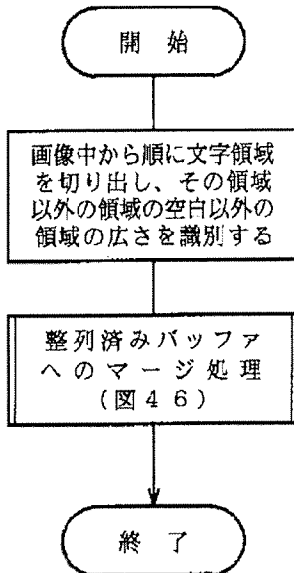 開始
画像中から順に文字領域
を切り出し、その領域
以外の領域の空白以外の
領域の広さを識別する
整列済みバッファ
へのマージ処理
(図46)
終了